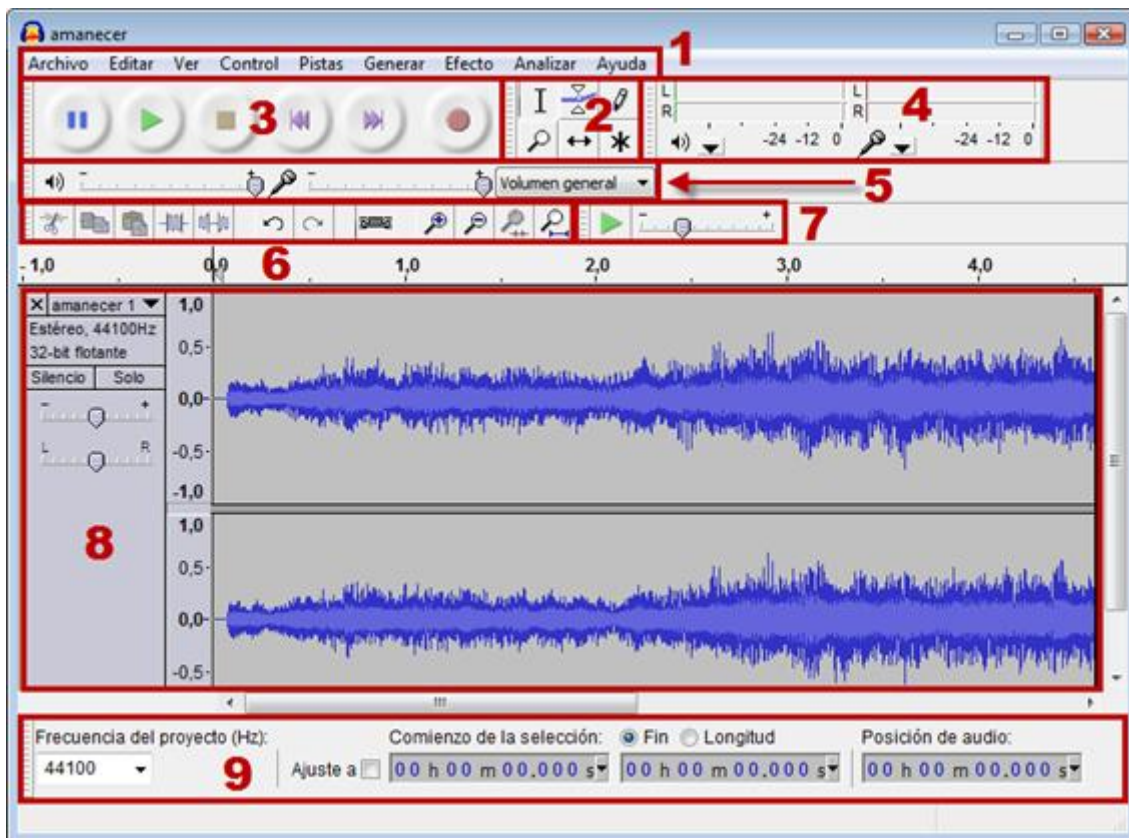 amanecer
Archivo Editar Ver Control Pistas Generar Efecto Analizar Ayuda
1
3
2
L
R
-24 -12 0
L
R
-24 -12 0
4
- +
- +
Volumen general
5
6
- +
7
- 1,0 0,0 1,0 2,0 3,0 4,0
X amanecer 1
Estéreo, 44100Hz
32-bit flotante
Silencio Solo
- +
L R
8
1,0
0,5-
0,0-
-0,5-
-1,0
1,0
0,5-
0,0-
-0,5-
Frecuencia del proyecto (Hz):
44100
9
Ajuste a
Comienzo de la selección:
00 h 00 m 00.000 s
Fin Longitud
00 h 00 m 00.000 s
Posición de audio:
00 h 00 m 00.000 s